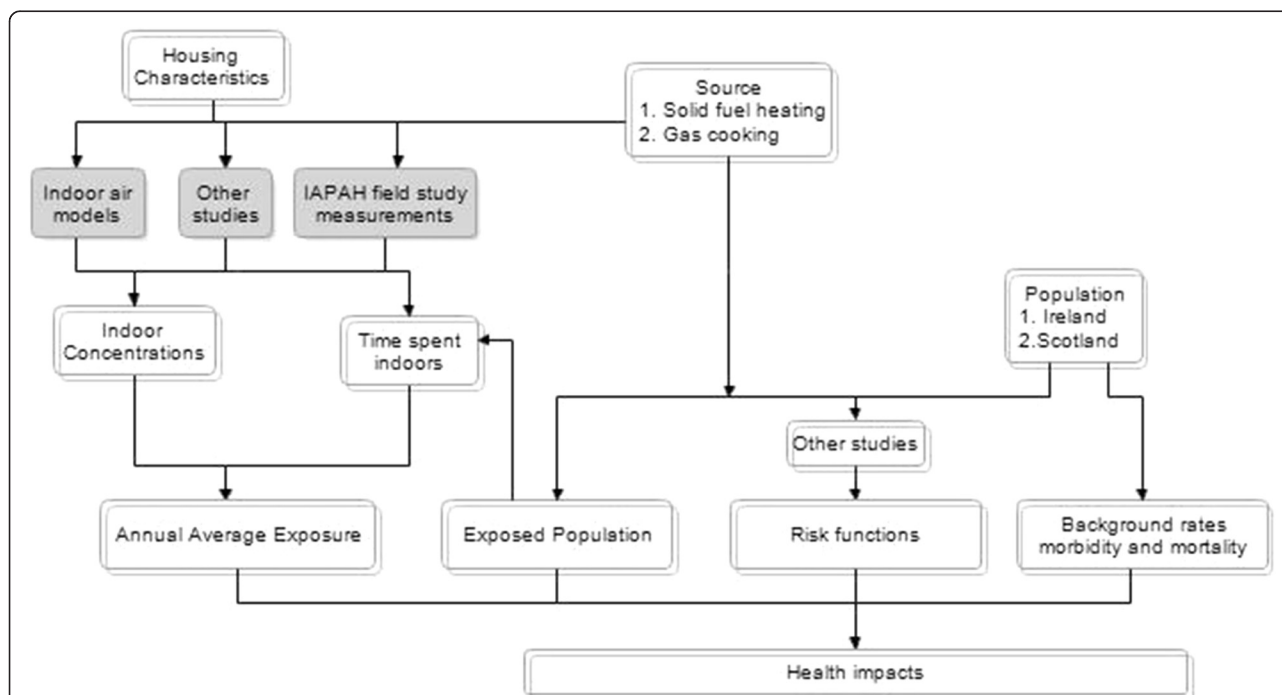 Housing
Characteristics
Source
1. Solid fuel heating
2. Gas cooking
Indoor air
models
Other
studies
IAPAH field study
measurements
Population
1. Ireland
2.Scotland
Indoor
Concentrations
Time spent
indoors
Other studies
Annual Average Exposure
Exposed Population
Risk functions
Background rates
morbidity and mortality
Health impacts